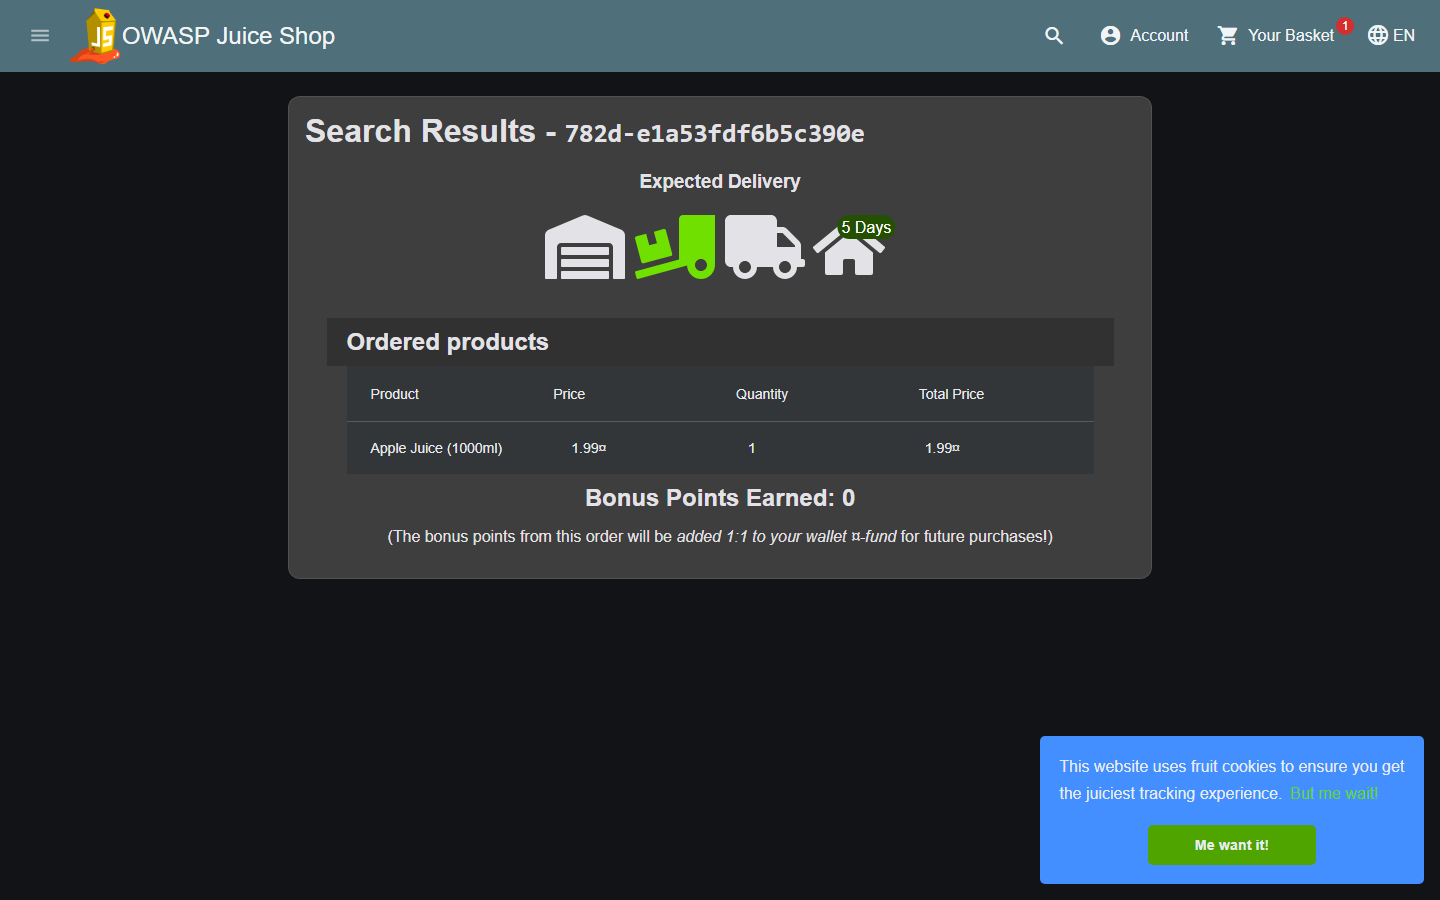 JS OWASP Juice Shop Account Your Basket 1 EN
Search Results - 782d-e1a53fdf6b5c390e
Expected Delivery
5 Days
Ordered products
Product Price Quantity Total Price
Apple Juice (1000ml) 1.99¤ 1 1.99¤
Bonus Points Earned: 0
(The bonus points from this order will be added 1:1 to your wallet ¤-fund for future purchases!)
This website uses fruit cookies to ensure you get
the juiciest tracking experience. But me wait!
Me want it!